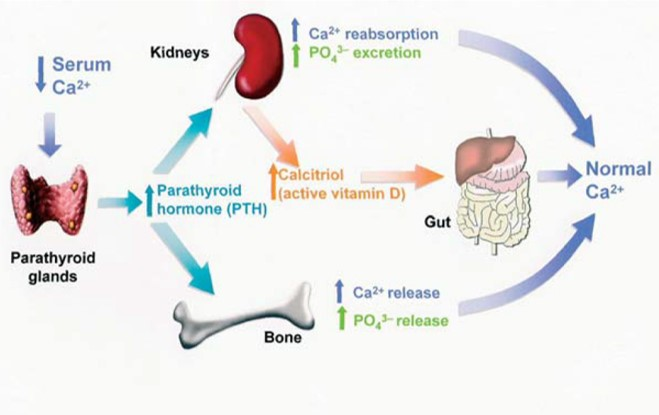 Kidneys
Ca²⁺ reabsorption
PO₄³⁻ excretion
Serum
Ca²⁺
Calcitriol
(active vitamin D)
Parathyroid
hormone (PTH)
Normal
Ca²⁺
Gut
Parathyroid
glands
Ca²⁺ release
PO₄³⁻ release
Bone